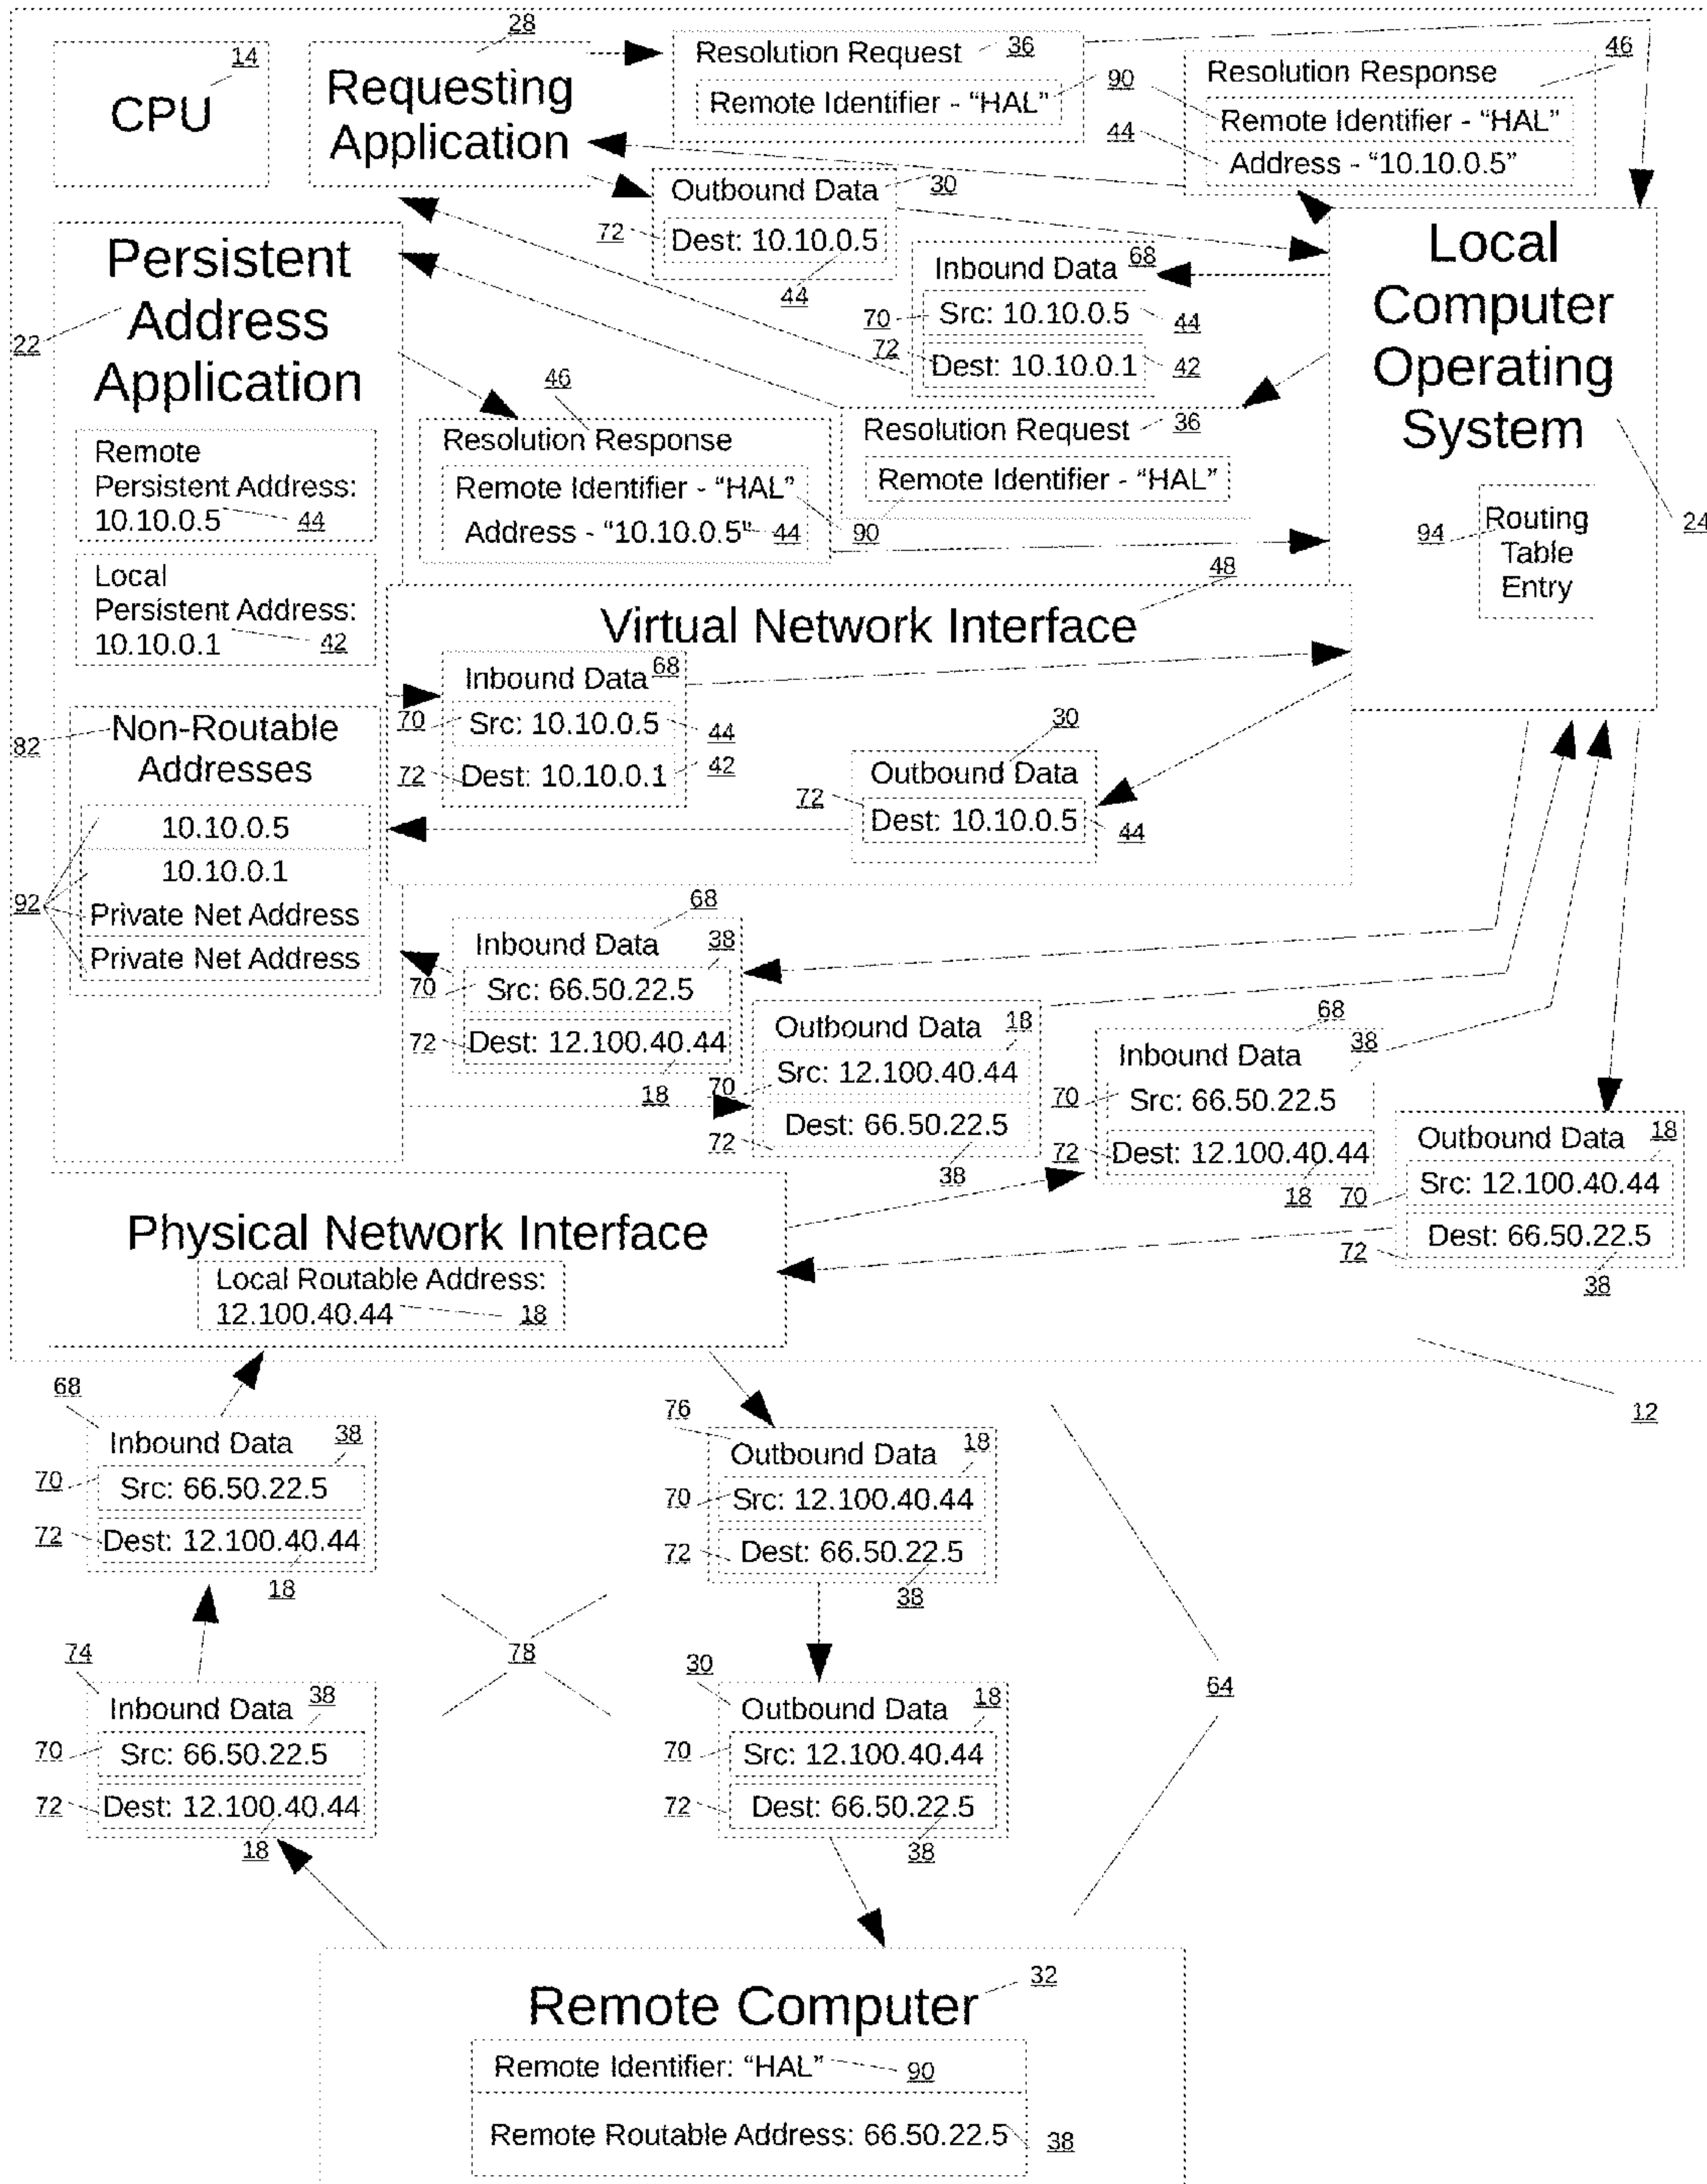 28
14
CPU
Requesting
Application
Resolution Request 36
Remote Identifier - “HAL”
90
44
46
Resolution Response
Remote Identifier - “HAL”
Address - “10.10.0.5”
Outbound Data 30
72 Dest: 10.10.0.5
44
Persistent
Address
Application
22
Inbound Data 68
70 Src: 10.10.0.5 44
72 Dest: 10.10.0.1 42
Local
Computer
Operating
System
24
94 Routing
Table
Entry
46
Resolution Response
Remote Identifier - “HAL”
Address - “10.10.0.5” 44
90
Resolution Request 36
Remote Identifier - “HAL”
Remote
Persistent Address:
10.10.0.5 44
Local
Persistent Address:
10.10.0.1 42
48
Virtual Network Interface
Inbound Data 68
70 Src: 10.10.0.5 44
72 Dest: 10.10.0.1 42
30
Outbound Data
72 Dest: 10.10.0.5 44
82 Non-Routable
Addresses
10.10.0.5
10.10.0.1
92 Private Net Address
Private Net Address
68
Inbound Data 38
70 Src: 66.50.22.5
72 Dest: 12.100.40.44
18
Outbound Data 18
70 Src: 12.100.40.44
72 Dest: 66.50.22.5
38
68
Inbound Data 38
70 Src: 66.50.22.5
72 Dest: 12.100.40.44
18
Outbound Data 18
70 Src: 12.100.40.44
72 Dest: 66.50.22.5
38
Physical Network Interface
Local Routable Address:
12.100.40.44 18
12
68
Inbound Data 38
70 Src: 66.50.22.5
72 Dest: 12.100.40.44
18
76
Outbound Data 18
70 Src: 12.100.40.44
72 Dest: 66.50.22.5
38
78
64
74
Inbound Data 38
70 Src: 66.50.22.5
72 Dest: 12.100.40.44
18
30
Outbound Data 18
70 Src: 12.100.40.44
72 Dest: 66.50.22.5
38
Remote Computer 32
Remote Identifier: “HAL” 90
Remote Routable Address: 66.50.22.5 38